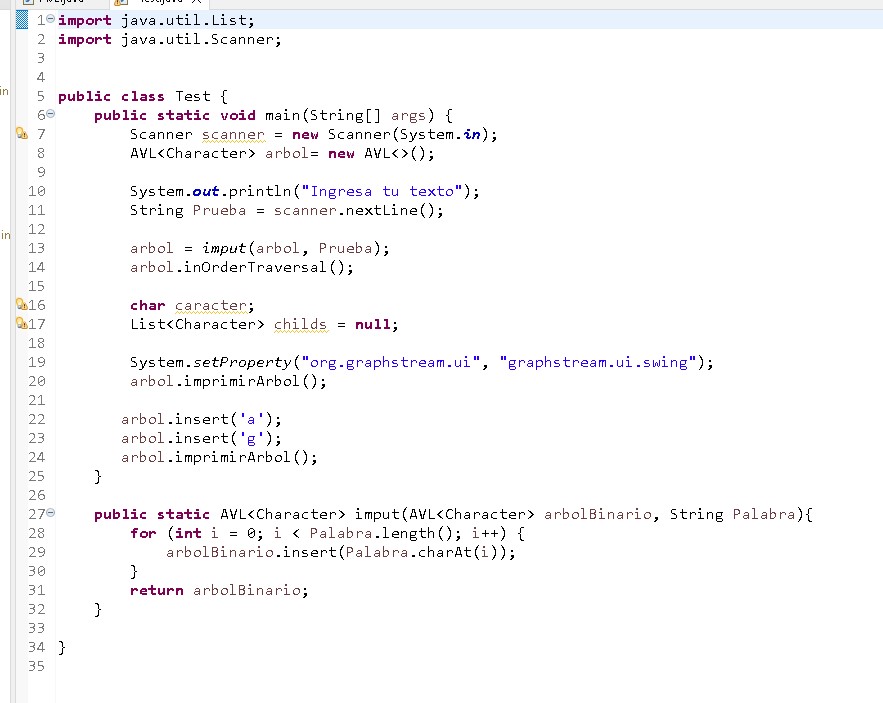 1 import java.util.List;
2 import java.util.Scanner;
3
4
5 public class Test {
6 public static void main(String[] args) {
7 Scanner scanner = new Scanner(System.in);
8 AVL<Character> arbol= new AVL<>();
9
10 System.out.println("Ingresa tu texto");
11 String Prueba = scanner.nextLine();
12
13 arbol = imput(arbol, Prueba);
14 arbol.inOrderTraversal();
15
16 char caracter;
17 List<Character> childs = null;
18
19 System.setProperty("org.graphstream.ui", "graphstream.ui.swing");
20 arbol.imprimirArbol();
21
22 arbol.insert('a');
23 arbol.insert('g');
24 arbol.imprimirArbol();
25 }
26
27 public static AVL<Character> imput(AVL<Character> arbolBinario, String Palabra){
28 for (int i = 0; i < Palabra.length(); i++) {
29 arbolBinario.insert(Palabra.charAt(i));
30 }
31 return arbolBinario;
32 }
33
34 }
35
in
in